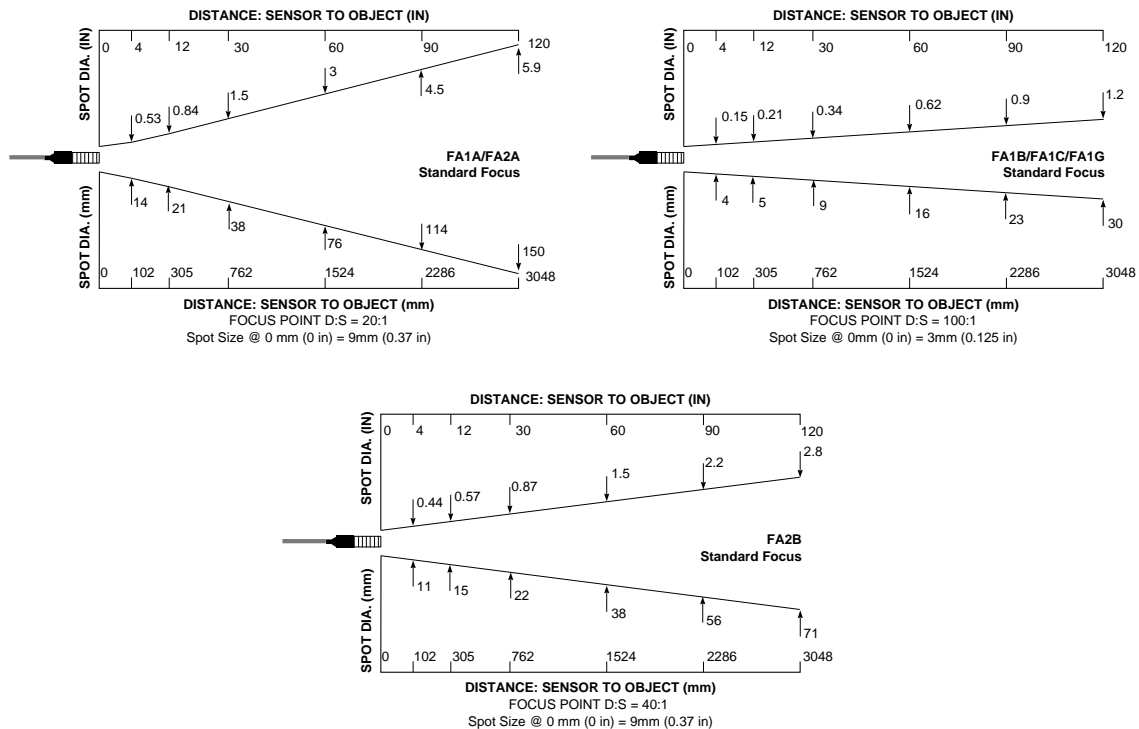 DISTANCE: SENSOR TO OBJECT (IN)
SPOT DIA. (IN)
0 4 12 30 60 90 120
0.53 0.84 1.5 3 4.5 5.9
FA1A/FA2A
Standard Focus
SPOT DIA. (mm)
14 21 38 76 114 150
0 102 305 762 1524 2286 3048
DISTANCE: SENSOR TO OBJECT (mm)
FOCUS POINT D:S = 20:1
Spot Size @ 0 mm (0 in) = 9mm (0.37 in)
DISTANCE: SENSOR TO OBJECT (IN)
SPOT DIA. (IN)
0 4 12 30 60 90 120
0.15 0.21 0.34 0.62 0.9 1.2
FA1B/FA1C/FA1G
Standard Focus
SPOT DIA. (mm)
4 5 9 16 23 30
0 102 305 762 1524 2286 3048
DISTANCE: SENSOR TO OBJECT (mm)
FOCUS POINT D:S = 100:1
Spot Size @ 0mm (0 in) = 3mm (0.125 in)
DISTANCE: SENSOR TO OBJECT (IN)
SPOT DIA. (IN)
0 4 12 30 60 90 120
0.44 0.57 0.87 1.5 2.2 2.8
FA2B
Standard Focus
SPOT DIA. (mm)
11 15 22 38 56 71
0 102 305 762 1524 2286 3048
DISTANCE: SENSOR TO OBJECT (mm)
FOCUS POINT D:S = 40:1
Spot Size @ 0 mm (0 in) = 9mm (0.37 in)